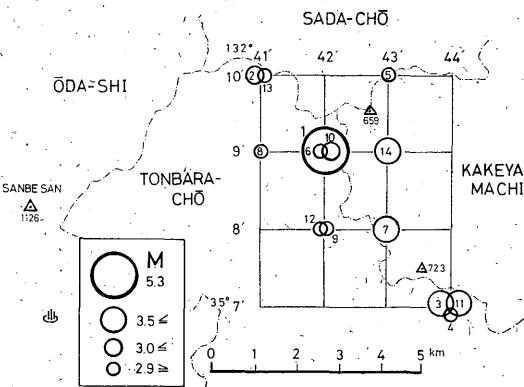 SADA-CHŌ
132° 41′ 42′ 43′ 44′
10′ 2 13 5
ŌDA-SHI
659
1 10
9′ 8 6 14
SANBE SAN
1126
TONBARA-
CHŌ
KAKEYA
MACHI
8′ 12 9 7
723
M
5.3
3.5 ≤
3.0 ≤
2.9 ≥
35° 7′
3 11
4
0 1 2 3 4 5 km